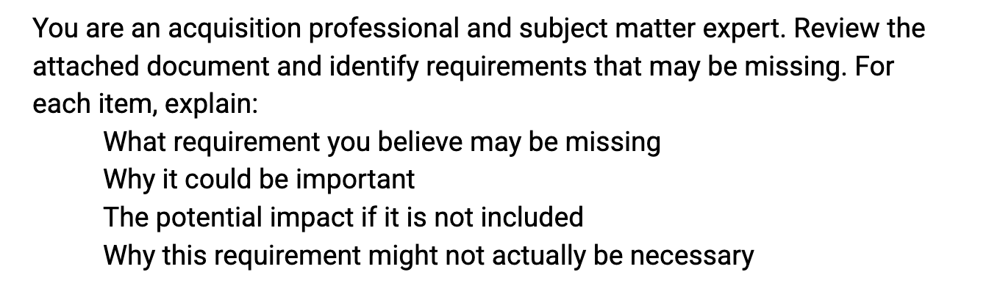 You are an acquisition professional and subject matter expert. Review the
attached document and identify requirements that may be missing. For
each item, explain:
What requirement you believe may be missing
Why it could be important
The potential impact if it is not included
Why this requirement might not actually be necessary